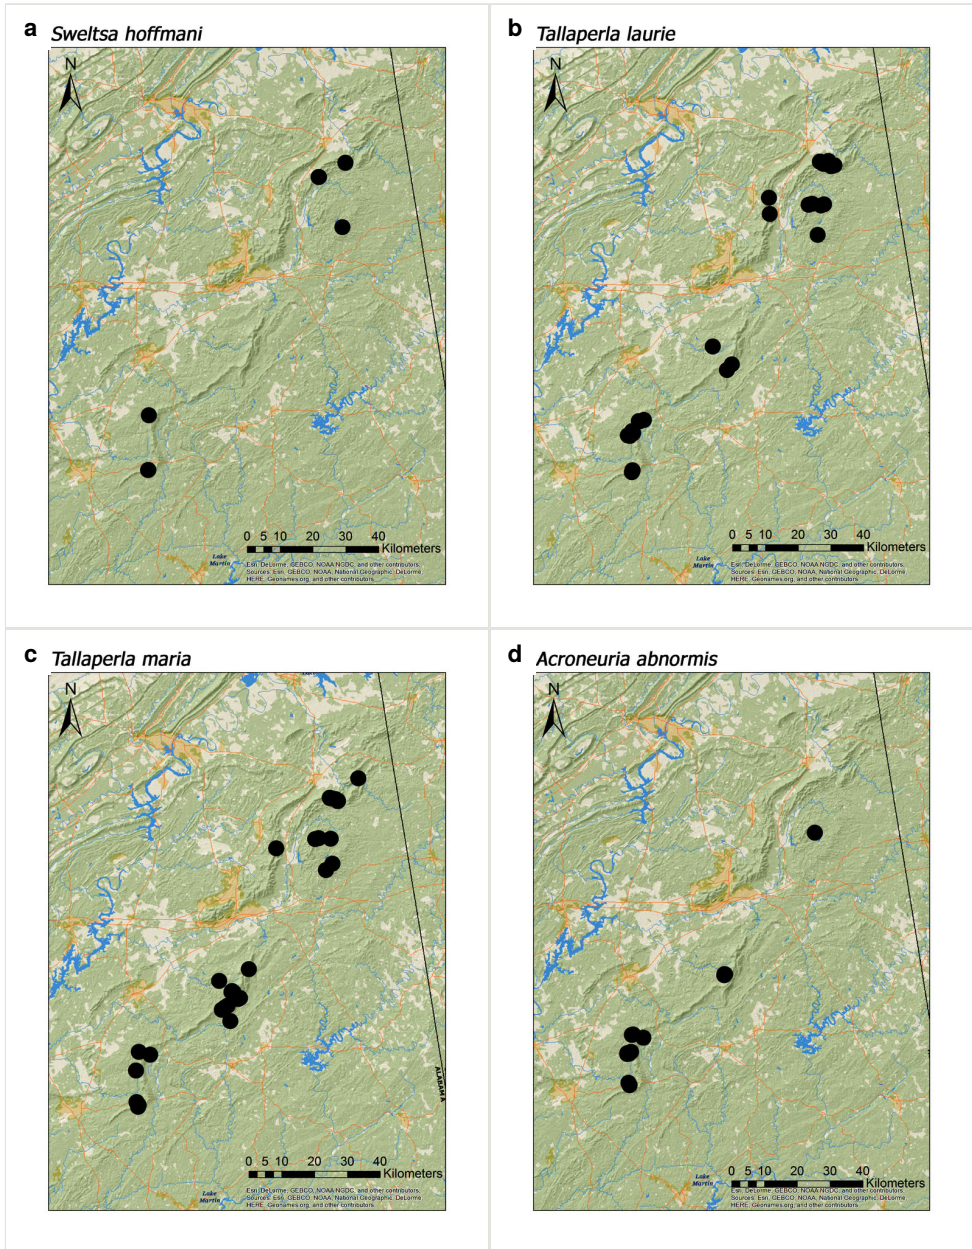 a Sweltsa hoffmani
N
0 5 10 20 30 40
Kilometers
Lake
Martin
Esri, DeLorme, GEBCO, NOAA NGDC, and other contributors
Sources: Esri, GEBCO, NOAA, National Geographic, DeLorme,
HERE, Geonames.org, and other contributors
b Tallaperla laurie
N
0 5 10 20 30 40
Kilometers
Lake
Martin
Esri, DeLorme, GEBCO, NOAA NGDC, and other contributors
Sources: Esri, GEBCO, NOAA, National Geographic, DeLorme,
HERE, Geonames.org, and other contributors
c Tallaperla maria
N
ALABAMA
0 5 10 20 30 40
Kilometers
Lake
Martin
Esri, DeLorme, GEBCO, NOAA NGDC, and other contributors
Sources: Esri, GEBCO, NOAA, National Geographic, DeLorme,
HERE, Geonames.org, and other contributors
d Acroneuria abnormis
N
0 5 10 20 30 40
Kilometers
Lake
Martin
Esri, DeLorme, GEBCO, NOAA NGDC, and other contributors
Sources: Esri, GEBCO, NOAA, National Geographic, DeLorme,
HERE, Geonames.org, and other contributors